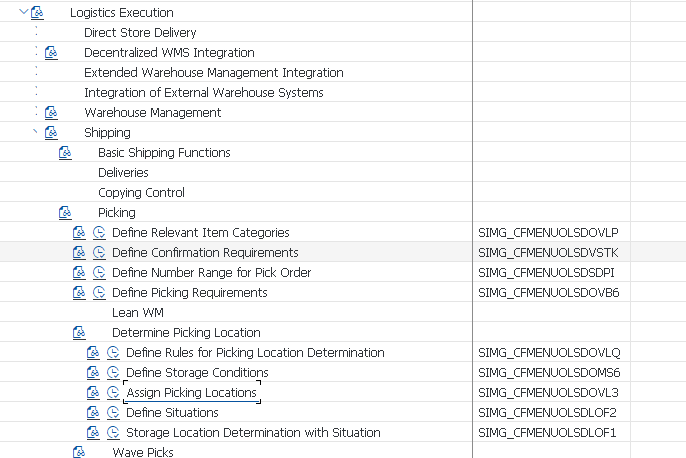 Logistics Execution
Direct Store Delivery
Decentralized WMS Integration
Extended Warehouse Management Integration
Integration of External Warehouse Systems
Warehouse Management
Shipping
Basic Shipping Functions
Deliveries
Copying Control
Picking
Define Relevant Item Categories SIMG_CFMENUOLSDOVLP
Define Confirmation Requirements SIMG_CFMENUOLSDVSTK
Define Number Range for Pick Order SIMG_CFMENUOLSDSDPI
Define Picking Requirements SIMG_CFMENUOLSDOVB6
Lean WM
Determine Picking Location
Define Rules for Picking Location Determination SIMG_CFMENUOLSDOVLQ
Define Storage Conditions SIMG_CFMENUOLSDOMS6
Assign Picking Locations SIMG_CFMENUOLSDOVL3
Define Situations SIMG_CFMENUOLSDLOF2
Storage Location Determination with Situation SIMG_CFMENUOLSDLOF1
Wave Picks